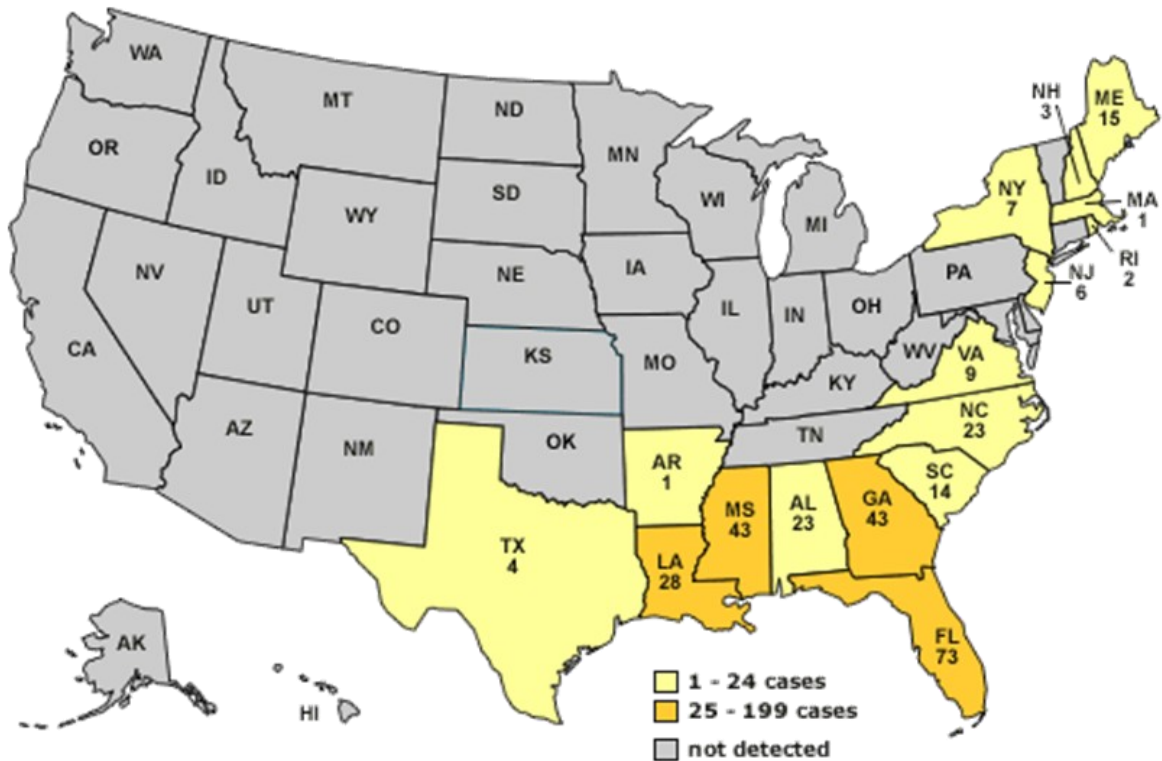 WA
MT
ND
MN
OR
ID
SD
WI
MI
WY
NH
3
ME
15
NY
7
MA
1
RI
2
NJ
6
PA
NV
NE
IA
UT
CO
IL
IN
OH
CA
KS
MO
WV
VA
9
KY
NC
23
AZ
NM
OK
TN
AR
1
SC
14
MS
43
AL
23
GA
43
TX
4
LA
28
FL
73
AK
HI
1 - 24 cases
25 - 199 cases
not detected